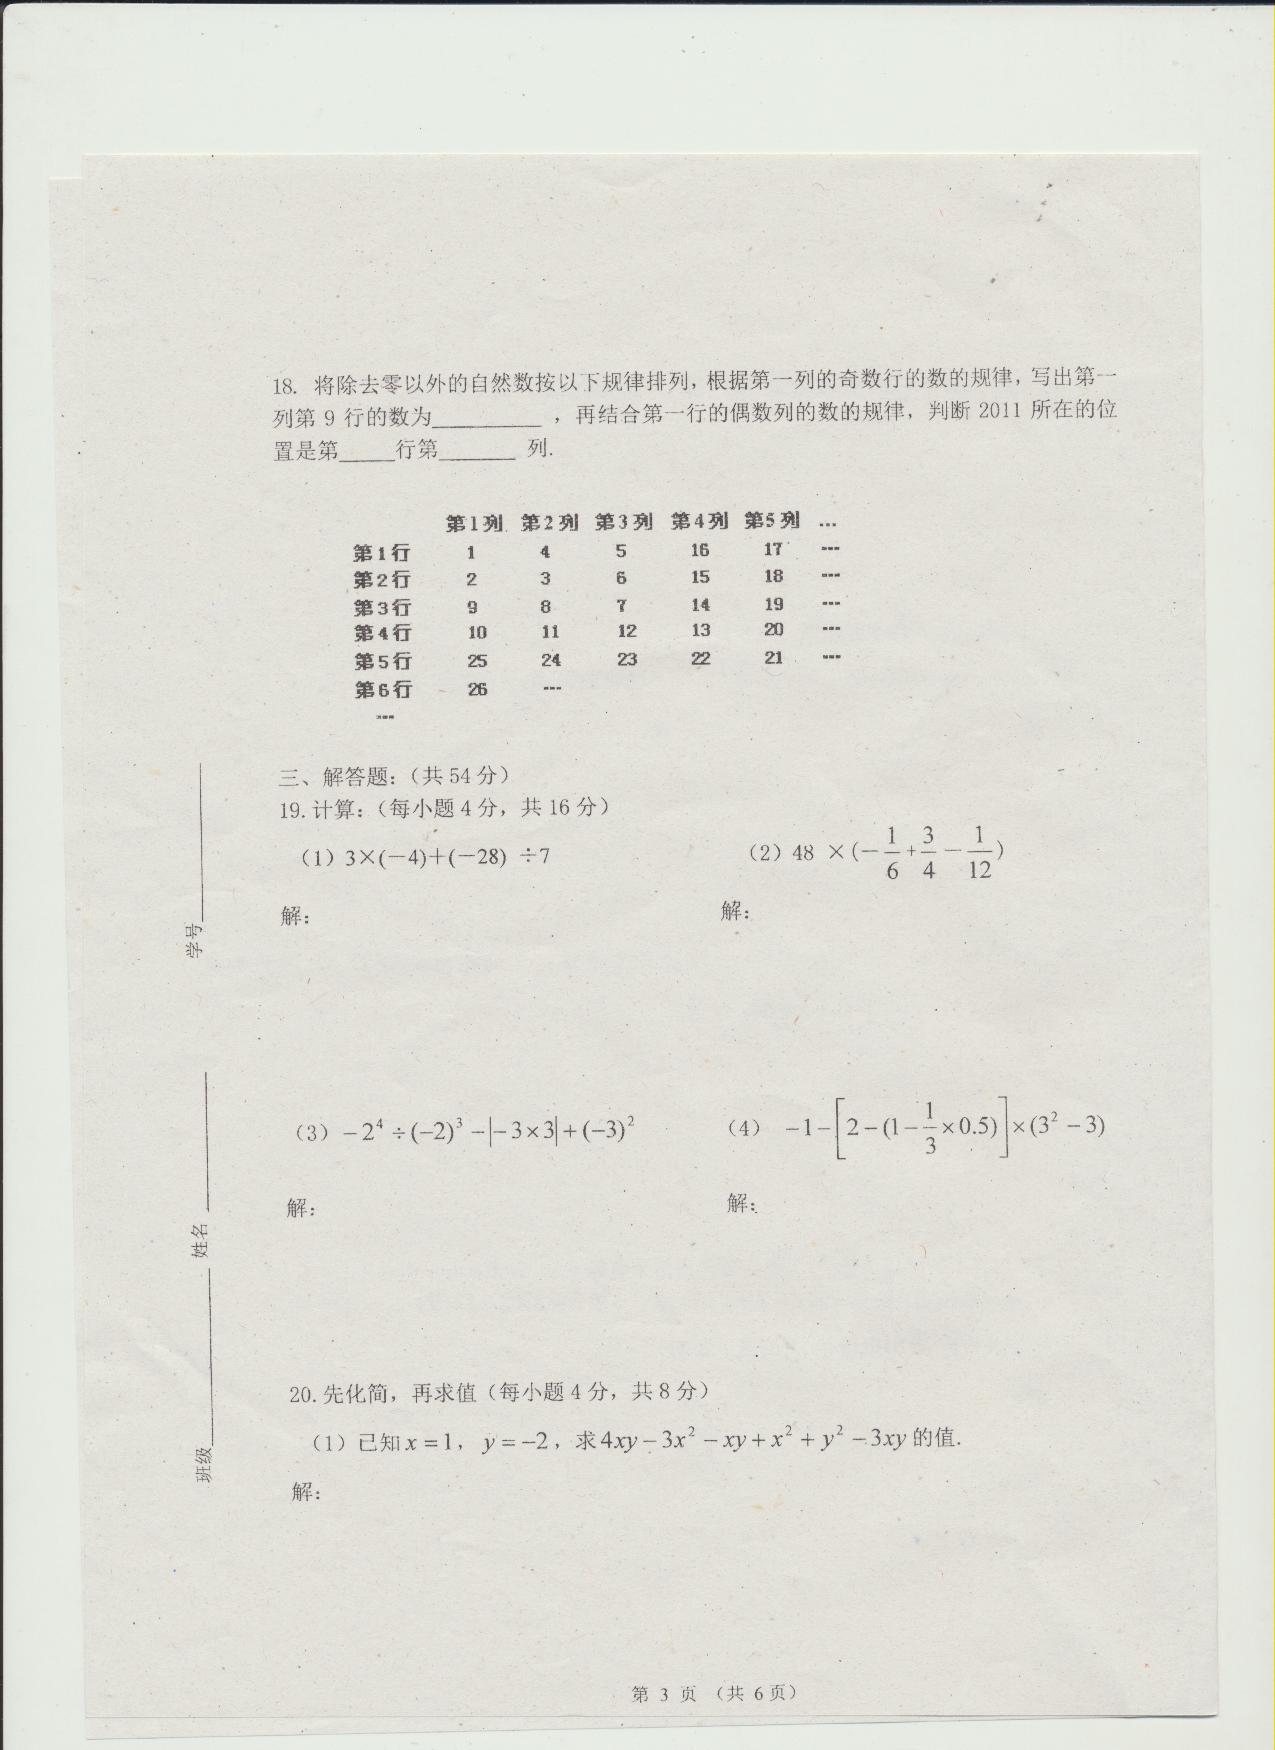 18. 将除去零以外的自然数按以下规律排列，根据第一列的奇数行的数的规律，写出第一
列第 9 行的数为__________ ，再结合第一行的偶数列的数的规律，判断 2011 所在的位
置是第_____行第_______ 列.
第1列 第2列 第3列 第4列 第5列 …
第1行 1 4 5 16 17 …
第2行 2 3 6 15 18 …
第3行 9 8 7 14 19 …
第4行 10 11 12 13 20 …
第5行 25 24 23 22 21 …
第6行 26 …
…
三、解答题:（共 54 分）
19.计算:（每小题 4 分，共 16 分）
（1）3×(－4)＋(－28) ÷7 （2）48 ×(－1/6+3/4－1/12)
解: 解:
（3）－2⁴÷(－2)³－|－3×3|＋(－3)² （4） －1－[2－(1－1/3×0.5)]×(3²－3)
解: 解:
20.先化简，再求值（每小题 4 分，共 8 分）
（1）已知 x＝1，y＝－2，求 4xy－3x²－xy＋x²＋y²－3xy 的值.
解:
学号
姓名
班级
第 3 页 （共 6 页）